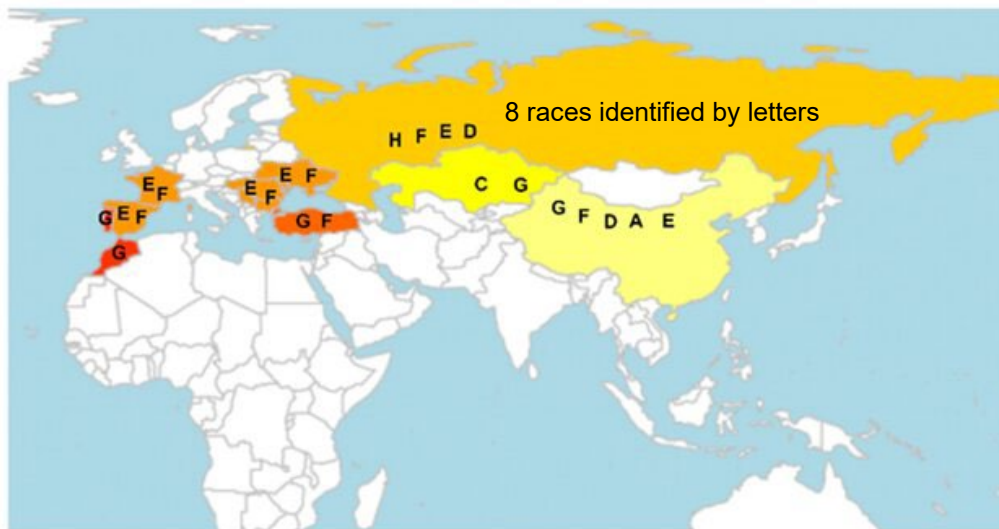 8 races identified by letters
H F E D
E F
E F
E F
C G
G E F
G F
G F D A E
G